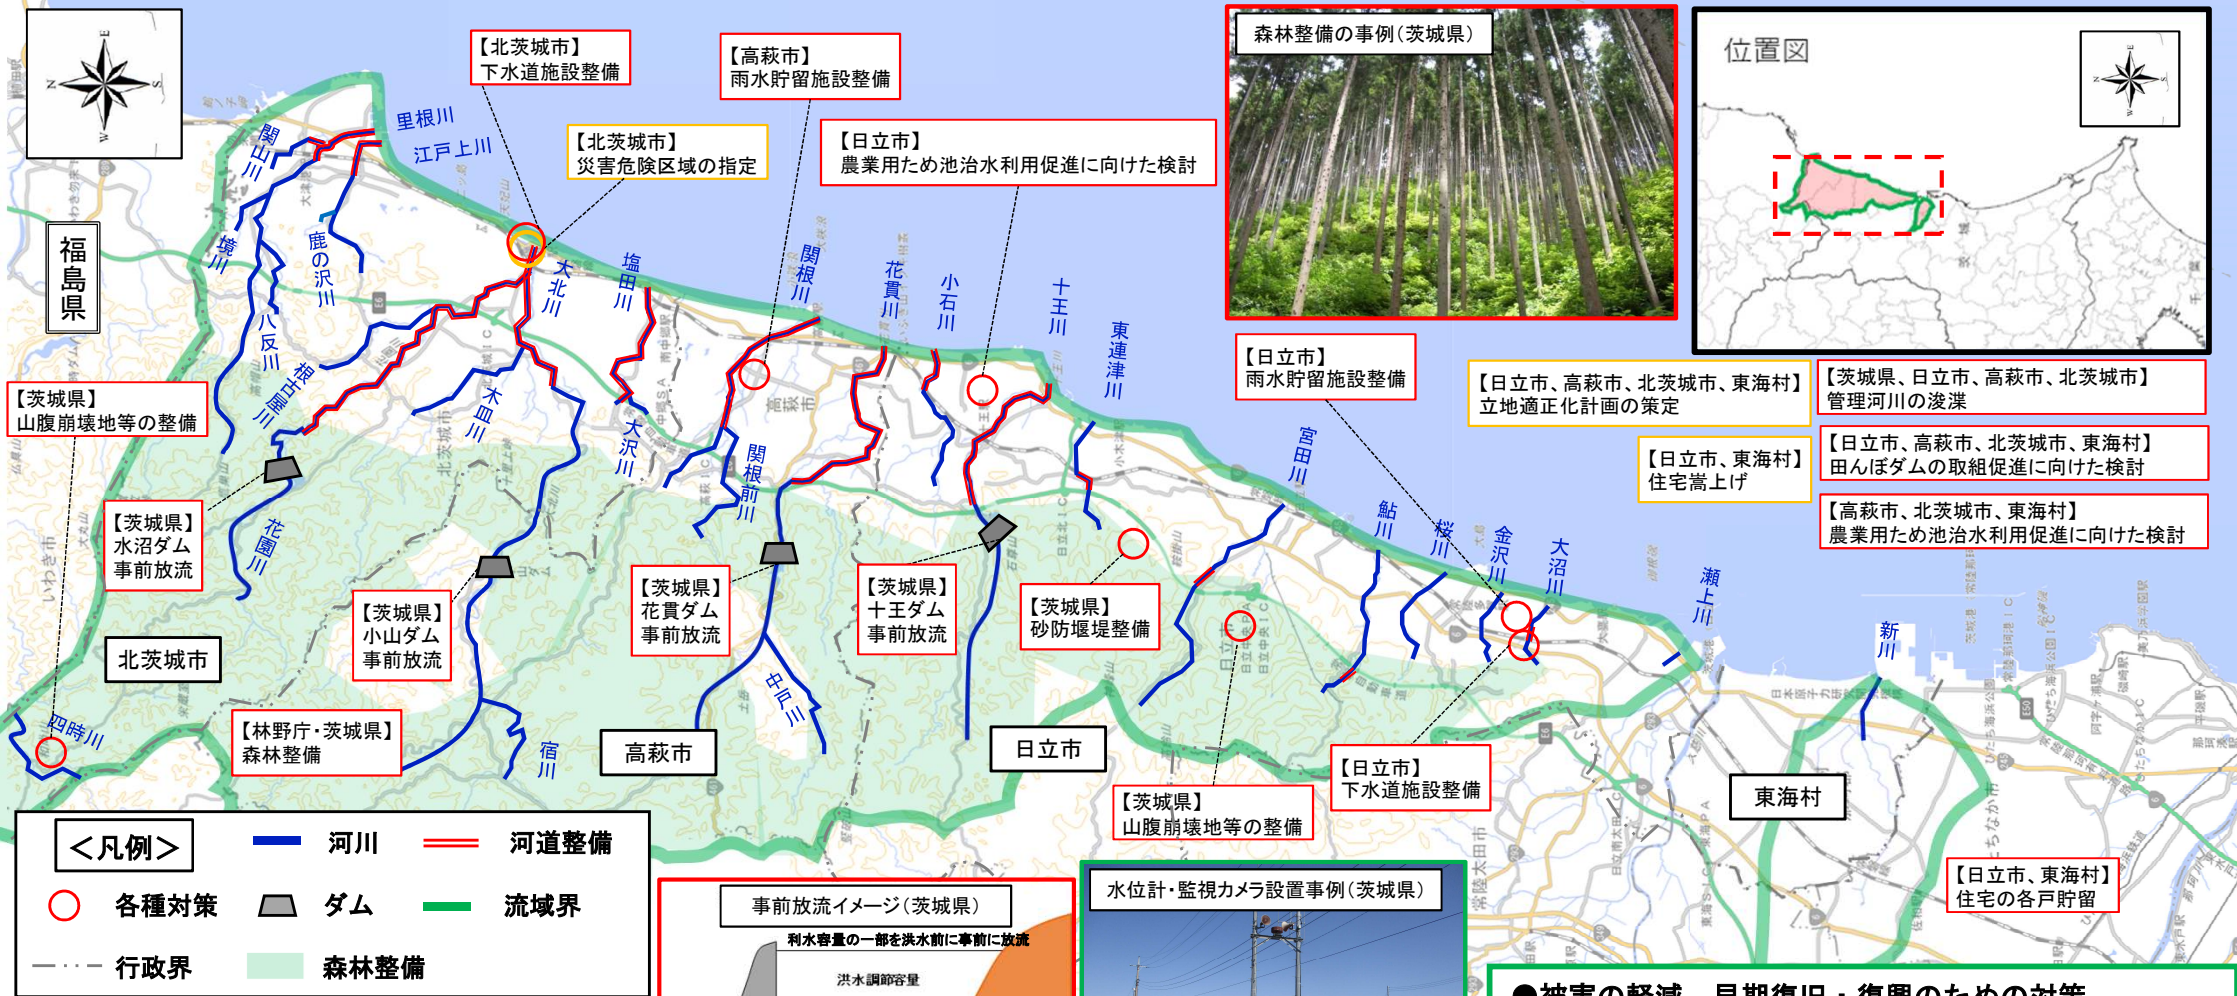 【北茨城市】
下水道施設整備
【高萩市】
雨水貯留施設整備
森林整備の事例(茨城県)
位置図
N
E
S
W
【北茨城市】
災害危険区域の指定
【日立市】
農業用ため池治水利用促進に向けた検討
里根川
江戸上川
関山川
境川
鹿の沢川
八反川
根古屋川
大北川
木皿川
塩田川
大沢川
関根川
関根前川
花貫川
小石川
十王川
東連津川
宮田川
鮎川
桜川
金沢川
大沼川
瀬上川
新川
花園川
四時川
宿川
中戸川
福島県
【日立市】
雨水貯留施設整備
【日立市、高萩市、北茨城市、東海村】
立地適正化計画の策定
【茨城県、日立市、高萩市、北茨城市】
管理河川の浚渫
【日立市、東海村】
住宅嵩上げ
【日立市、高萩市、北茨城市、東海村】
田んぼダムの取組促進に向けた検討
【高萩市、北茨城市、東海村】
農業用ため池治水利用促進に向けた検討
【茨城県】
山腹崩壊地等の整備
【茨城県】
水沼ダム
事前放流
【茨城県】
小山ダム
事前放流
【茨城県】
花貫ダム
事前放流
【茨城県】
十王ダム
事前放流
【茨城県】
砂防堰堤整備
北茨城市
【林野庁・茨城県】
森林整備
高萩市
日立市
東海村
【茨城県】
山腹崩壊地等の整備
【日立市】
下水道施設整備
【日立市、東海村】
住宅の各戸貯留
<凡例>
河川
河道整備
各種対策
ダム
流域界
行政界
森林整備
事前放流イメージ(茨城県)
利水容量の一部を洪水前に事前に放流
洪水調節容量
水位計・監視カメラ設置事例(茨城県)
●被害の軽減、早期復旧・復興のための対策